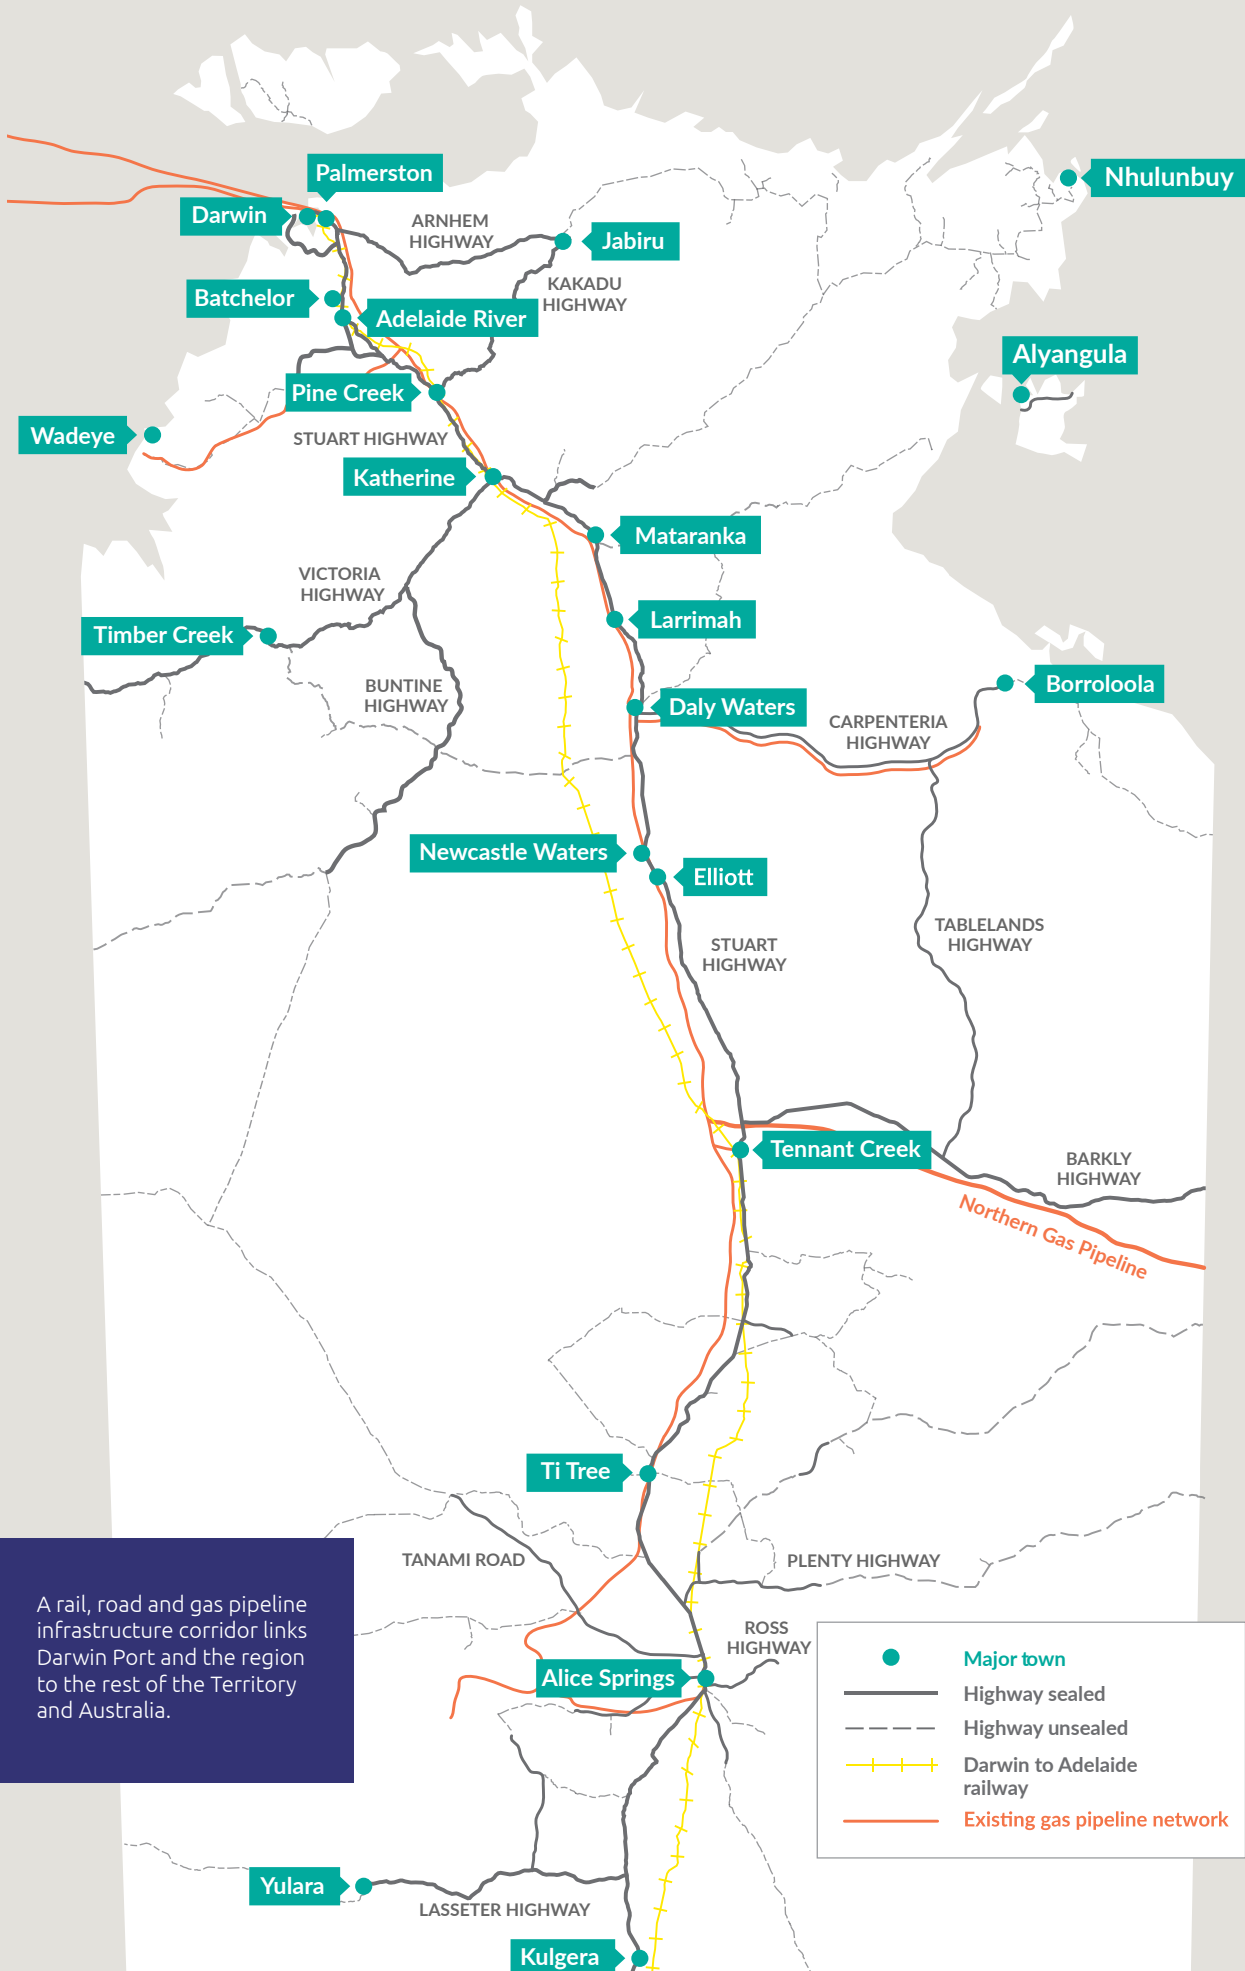 Palmerston
Nhulunbuy
Darwin
ARNHEM
HIGHWAY
Jabiru
KAKADU
HIGHWAY
Batchelor
Adelaide River
Alyangula
Pine Creek
Wadeye
STUART HIGHWAY
Katherine
Mataranka
VICTORIA
HIGHWAY
Larrimah
Timber Creek
BUNTINE
HIGHWAY
Borroloola
Daly Waters
CARPENTERIA
HIGHWAY
Newcastle Waters
Elliott
TABLELANDS
HIGHWAY
STUART
HIGHWAY
Tennant Creek
BARKLY
HIGHWAY
Northern Gas Pipeline
Ti Tree
TANAMI ROAD
PLENTY HIGHWAY
A rail, road and gas pipeline
infrastructure corridor links
Darwin Port and the region
to the rest of the Territory
and Australia.
ROSS
HIGHWAY
Alice Springs
Major town
Highway sealed
Highway unsealed
Darwin to Adelaide
railway
Existing gas pipeline network
Yulara
LASSETER HIGHWAY
Kulgera